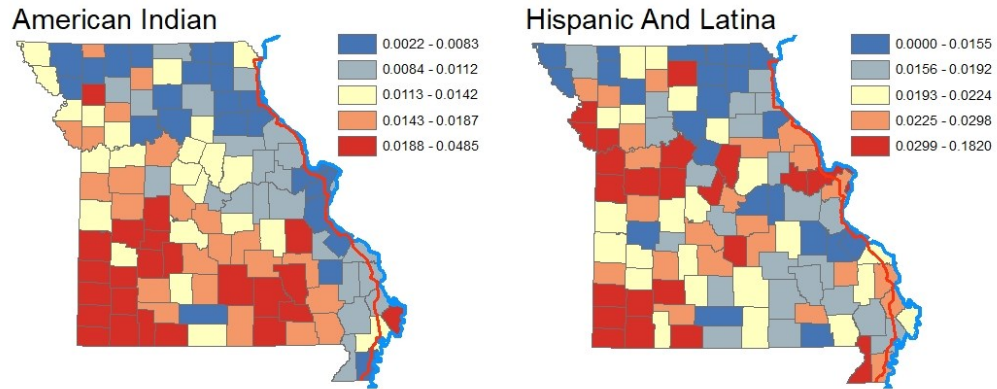 American Indian
0.0022 - 0.0083
0.0084 - 0.0112
0.0113 - 0.0142
0.0143 - 0.0187
0.0188 - 0.0485
Hispanic And Latina
0.0000 - 0.0155
0.0156 - 0.0192
0.0193 - 0.0224
0.0225 - 0.0298
0.0299 - 0.1820